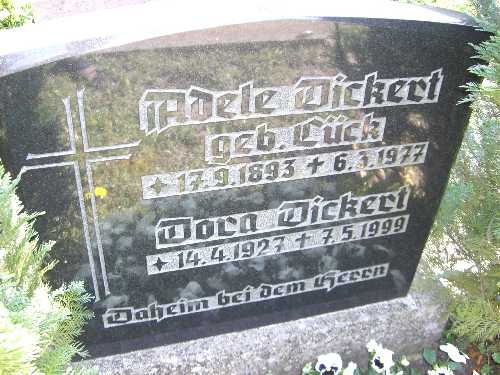 Adele Dickert
geb. Lück
✦ 17.9.1893 ✝ 6.3.1977
Dora Dickert
✦ 14.4.1927 ✝ 7.5.1999
Daheim bei dem Herrn